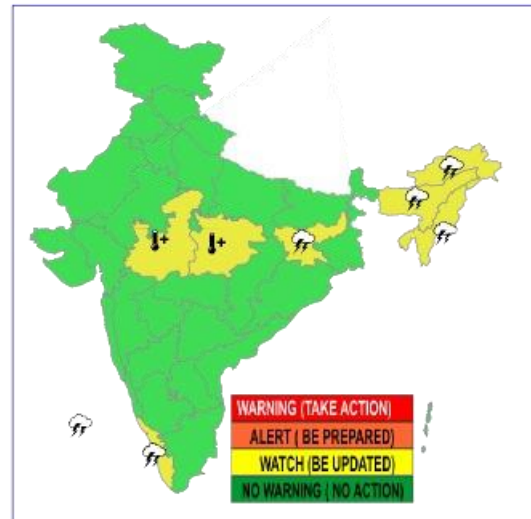 WARNING (TAKE ACTION)
ALERT ( BE PREPARED)
WATCH (BE UPDATED)
NO WARNING ( NO ACTION)